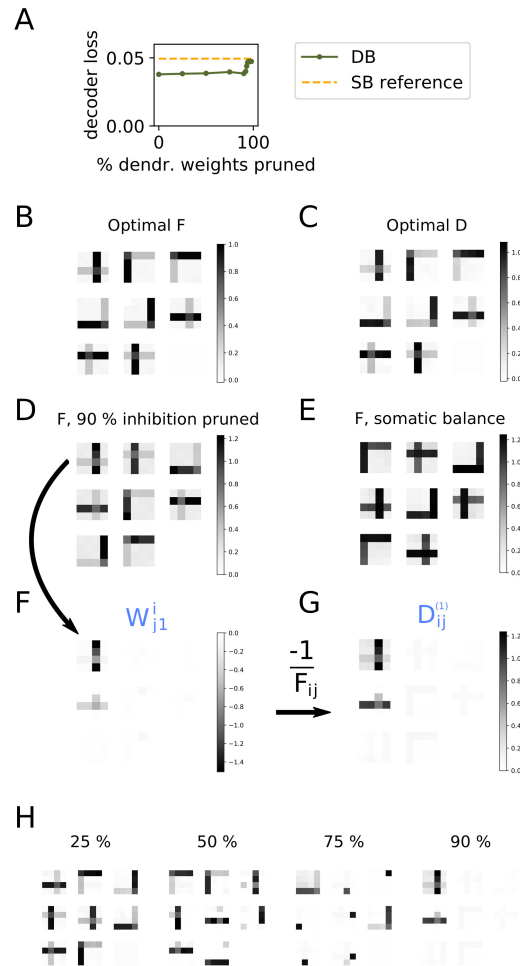 A
decoder loss
0.05
0.00
0
100
% dendr. weights pruned
DB
SB reference
B
Optimal F
1.0
0.8
0.6
0.4
0.2
0.0
C
Optimal D
1.0
0.8
0.6
0.4
0.2
0.0
D
F, 90 % inhibition pruned
1.2
1.0
0.8
0.6
0.4
0.2
0.0
E
F, somatic balance
1.2
1.0
0.8
0.6
0.4
0.2
0.0
F
W^i_{j1}
0.0
−0.2
−0.4
−0.6
−0.8
−1.0
−1.2
−1.4
-1
F_{ij}
G
D^{(1)}_{ij}
1.2
1.0
0.8
0.6
0.4
0.2
0.0
H
25 % 50 % 75 % 90 %